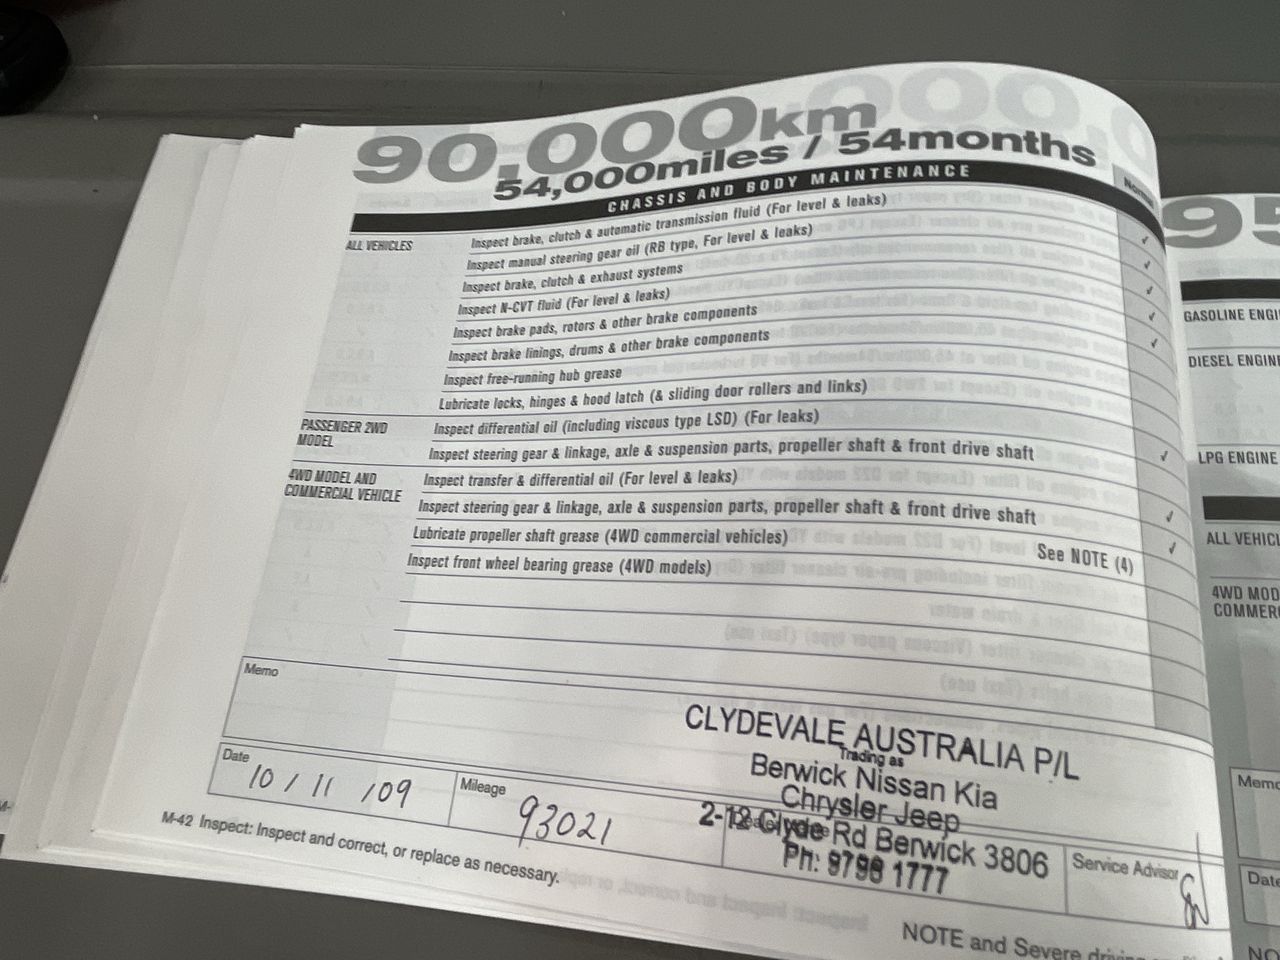 90,000km
54,000miles / 54months
CHASSIS AND BODY MAINTENANCE
ALL VEHICLES
Inspect brake, clutch & automatic transmission fluid (For level & leaks)
Inspect manual steering gear oil (RB type, For level & leaks)
Inspect brake, clutch & exhaust systems
Inspect N-CVT fluid (For level & leaks)
Inspect brake pads, rotors & other brake components
Inspect brake linings, drums & other brake components
Inspect free-running hub grease
Lubricate locks, hinges & hood latch (& sliding door rollers and links)
PASSENGER 2WD MODEL
Inspect differential oil (including viscous type LSD) (For leaks)
Inspect steering gear & linkage, axle & suspension parts, propeller shaft & front drive shaft
4WD MODEL AND COMMERCIAL VEHICLE
Inspect transfer & differential oil (For level & leaks)
Inspect steering gear & linkage, axle & suspension parts, propeller shaft & front drive shaft
Lubricate propeller shaft grease (4WD commercial vehicles)
See NOTE (4)
Inspect front wheel bearing grease (4WD models)
Memo
CLYDEVALE AUSTRALIA P/L
Trading as
Berwick Nissan Kia
Chrysler Jeep
2-12 Clyde Rd Berwick 3806
Ph: 9796 1777
Date
10 / 11 / 09
Mileage
93021
Service Advisor
M-42 Inspect: Inspect and correct, or replace as necessary.
NOTE and Severe
95
GASOLINE
DIESEL ENGINE
LPG ENGINE
ALL
4WD
Memo
Date